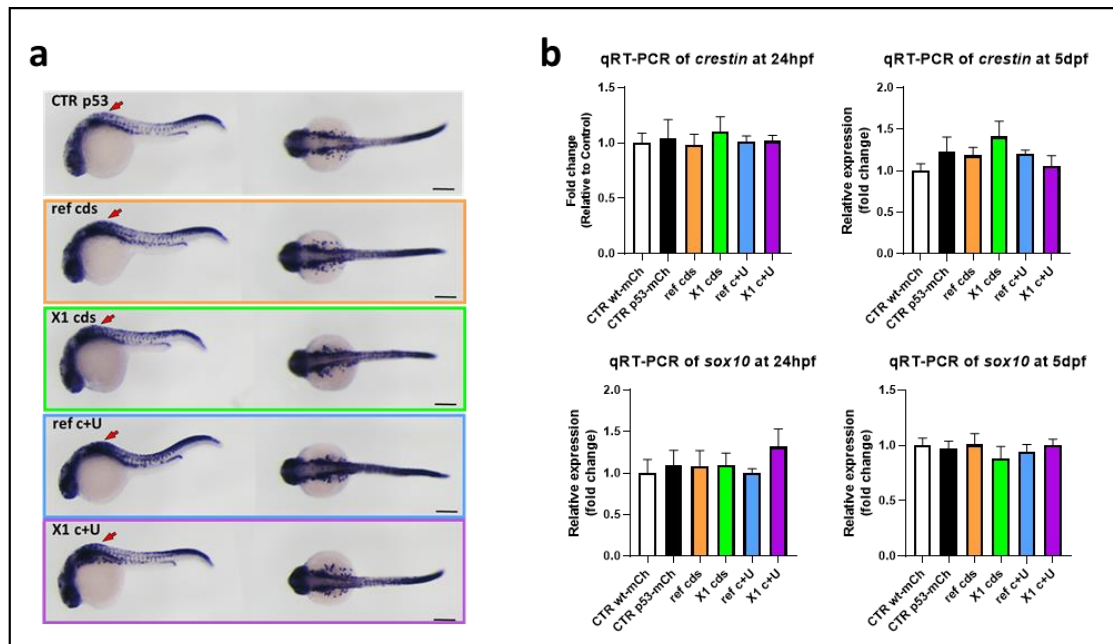 a
CTR p53
ref cds
X1 cds
ref c+U
X1 c+U
b
qRT-PCR of crestin at 24hpf
Fold change
(Relative to Control)
1.5
1.0
0.5
0.0
CTR wt-mCh
CTR p53-mCh
ref cds
X1 cds
ref c+U
X1 c+U
qRT-PCR of crestin at 5dpf
Relative expression
(fold change)
2.0
1.5
1.0
0.5
0.0
CTR wt-mCh
CTR p53-mCh
ref cds
X1 cds
ref c+U
X1 c+U
qRT-PCR of sox10 at 24hpf
Relative expression
(fold change)
2.0
1.5
1.0
0.5
0.0
CTR wt-mCh
CTR p53-mCh
ref cds
X1 cds
ref c+U
X1 c+U
qRT-PCR of sox10 at 5dpf
Relative expression
(fold change)
1.5
1.0
0.5
0.0
CTR wt-mCh
CTR p53-mCh
ref cds
X1 cds
ref c+U
X1 c+U